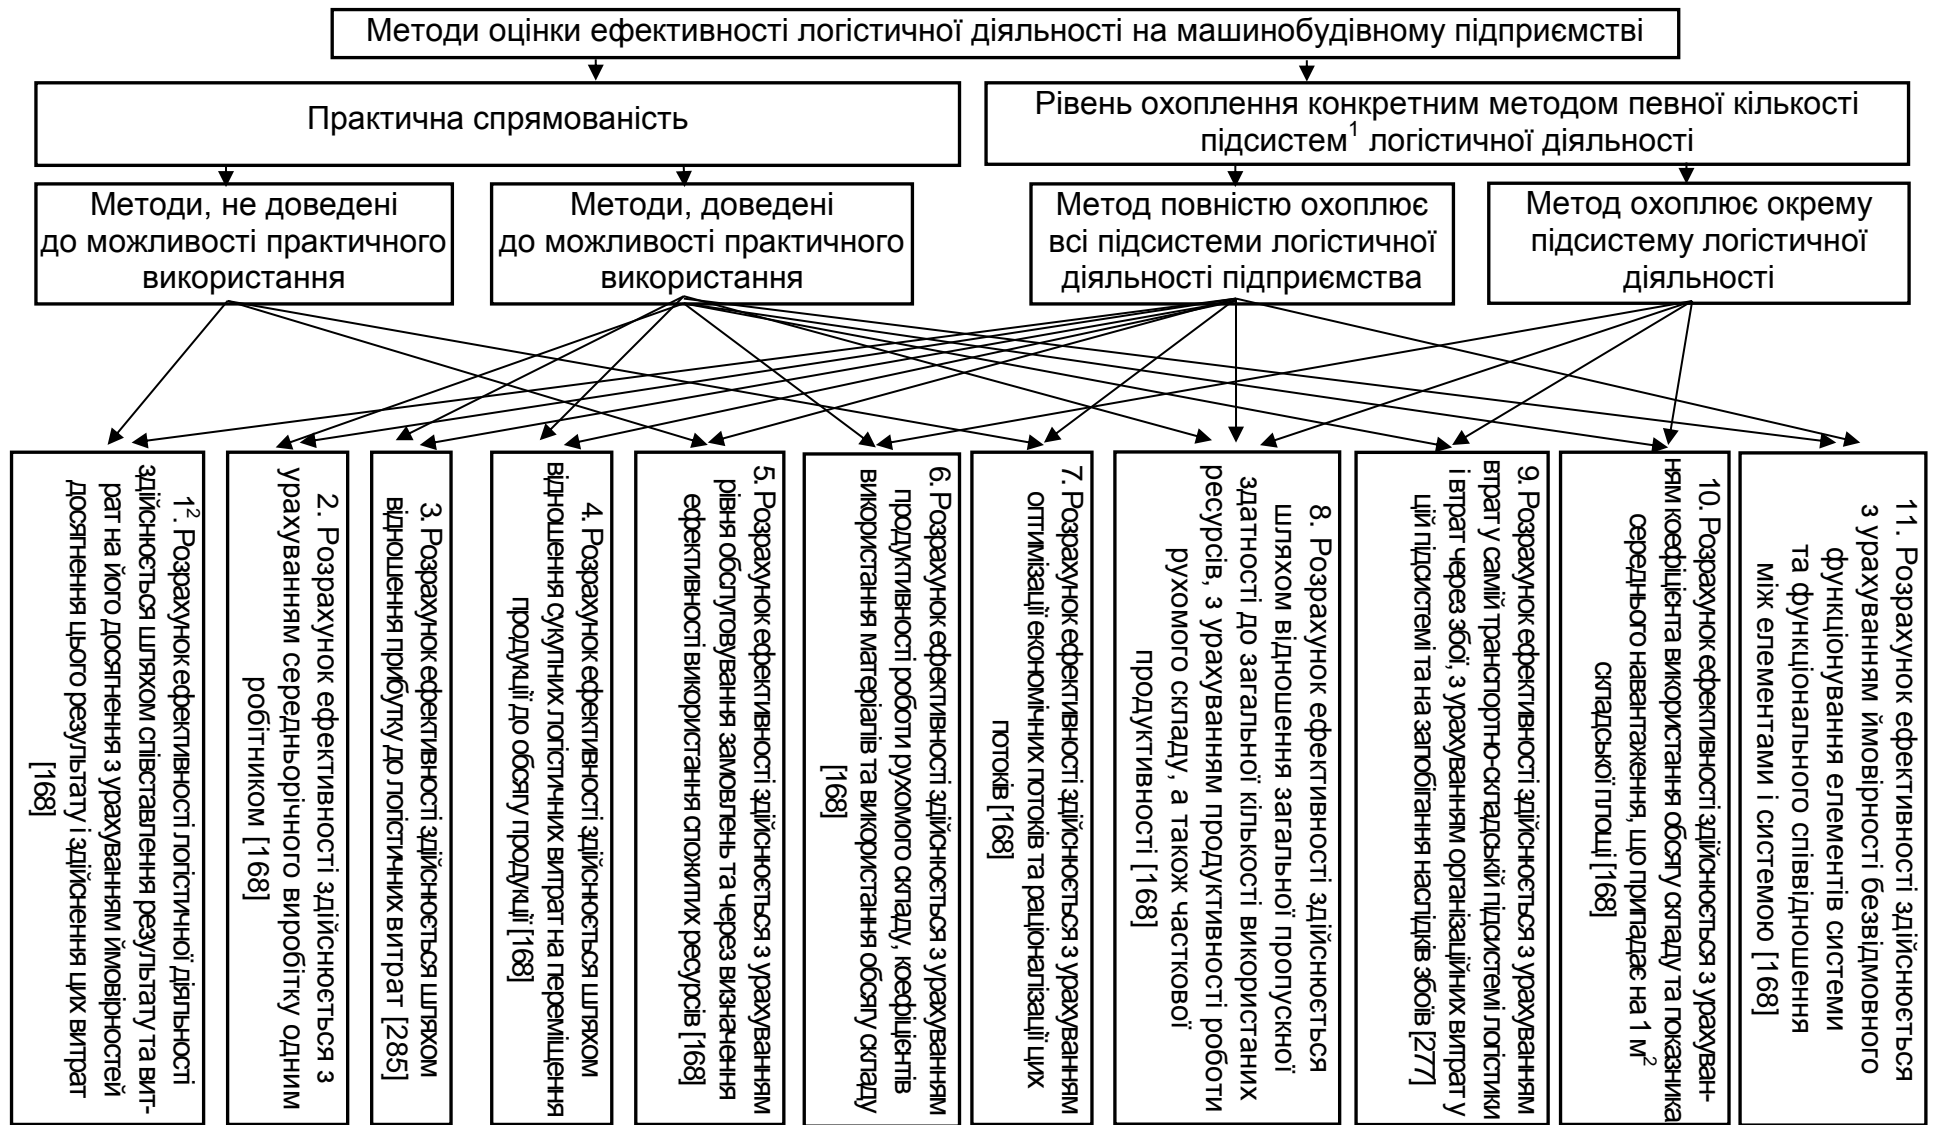 Методи оцінки ефективності логістичної діяльності на машинобудівному підприємстві
Практична спрямованість
Рівень охоплення конкретним методом певної кількості
підсистем¹ логістичної діяльності
Методи, не доведені
до можливості практичного
використання
Методи, доведені
до можливості практичного
використання
Метод повністю охоплює
всі підсистеми логістичної
діяльності підприємства
Метод охоплює окрему
підсистему логістичної
діяльності
1². Розрахунок ефективності логістичної діяльності
здійснюється шляхом співставлення результату та вит-
рат на його досягнення з урахуванням ймовірностей
досягнення цього результату і здійснення цих витрат
[168]
2. Розрахунок ефективності здійснюється з
урахуванням середньорічного виробітку одним
робітником [168]
3. Розрахунок ефективності здійснюється шляхом
відношення прибутку до логістичних витрат [285]
4. Розрахунок ефективності здійснюється шляхом
відношення сукупних логістичних витрат на переміщення
продукції до обсягу продукції [168]
5. Розрахунок ефективності здійснюється з урахуванням
рівня обслуговування замовлень та через визначення
ефективності використання спожитих ресурсів [168]
6. Розрахунок ефективності здійснюється з урахуванням
продуктивності роботи рухомого складу, коефіцієнтів
використання матеріалів та використання обсягу складу
[168]
7. Розрахунок ефективності здійснюється з урахуванням
оптимізації економічних потоків та раціоналізації цих
потоків [168]
8. Розрахунок ефективності здійснюється
шляхом відношення загальної пропускної
здатності до загальної кількості використаних
ресурсів, з урахуванням продуктивності роботи
рухомого складу, а також часткової
продуктивності [168]
9. Розрахунок ефективності здійснюється з урахуванням
втрат у самій транспортно-складській підсистемі логістики
і втрат через збої, з урахуванням організаційних витрат у
цій підсистемі та на запобігання наслідків збоїв [277]
10. Розрахунок ефективності здійснюється з урахуван-
ням коефіцієнта використання обсягу складу та показника
середнього навантаження, що припадає на 1 м²
складської площі [168]
11. Розрахунок ефективності здійснюється
з урахуванням ймовірності безвідмовного
функціонування елементів системи
та функціонального співвідношення
між елементами і системою [168]